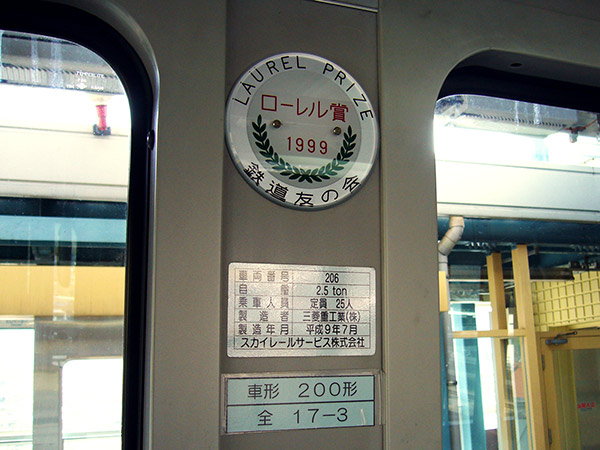 LAUREL PRIZE
ローレル賞
1999
鉄道友の会
車両番号 206
自重 2.5 ton
乗車人員 定員 25人
製造者 三菱重工業(株)
製造年月 平成9年7月
スカイレールサービス株式会社
車形 200形
全 17-3